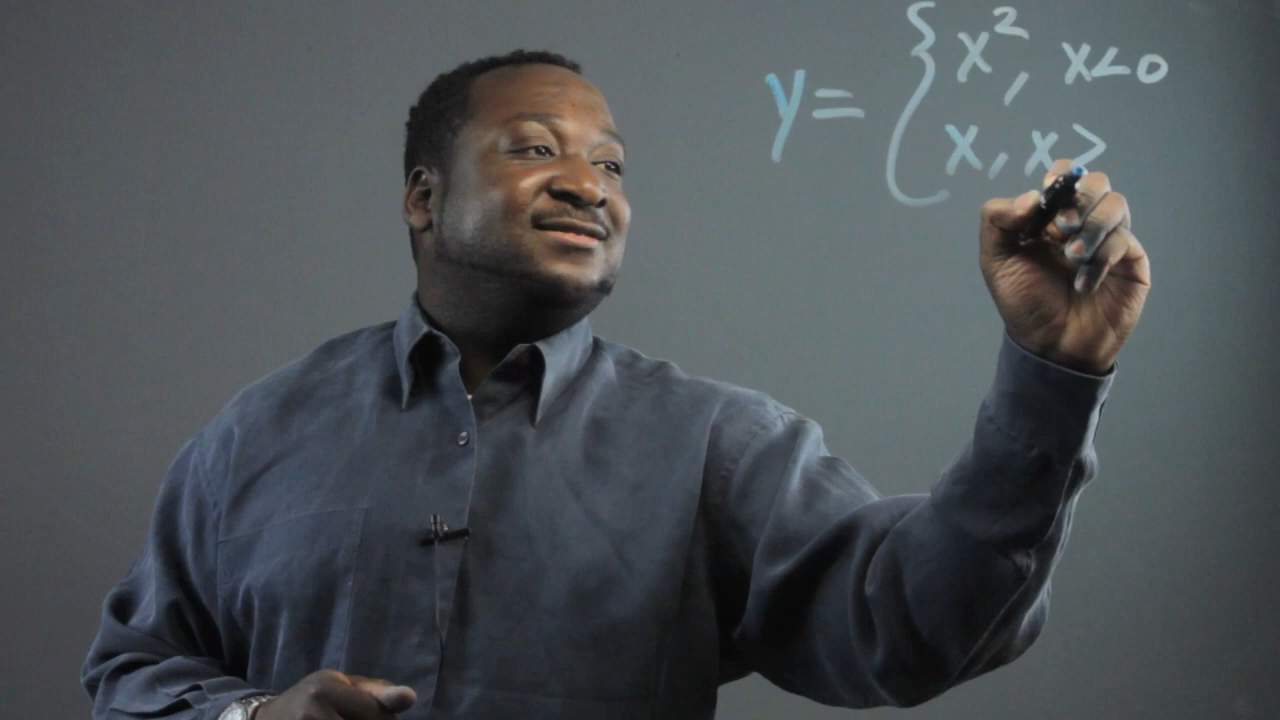 y = { x², x<0
x, x>